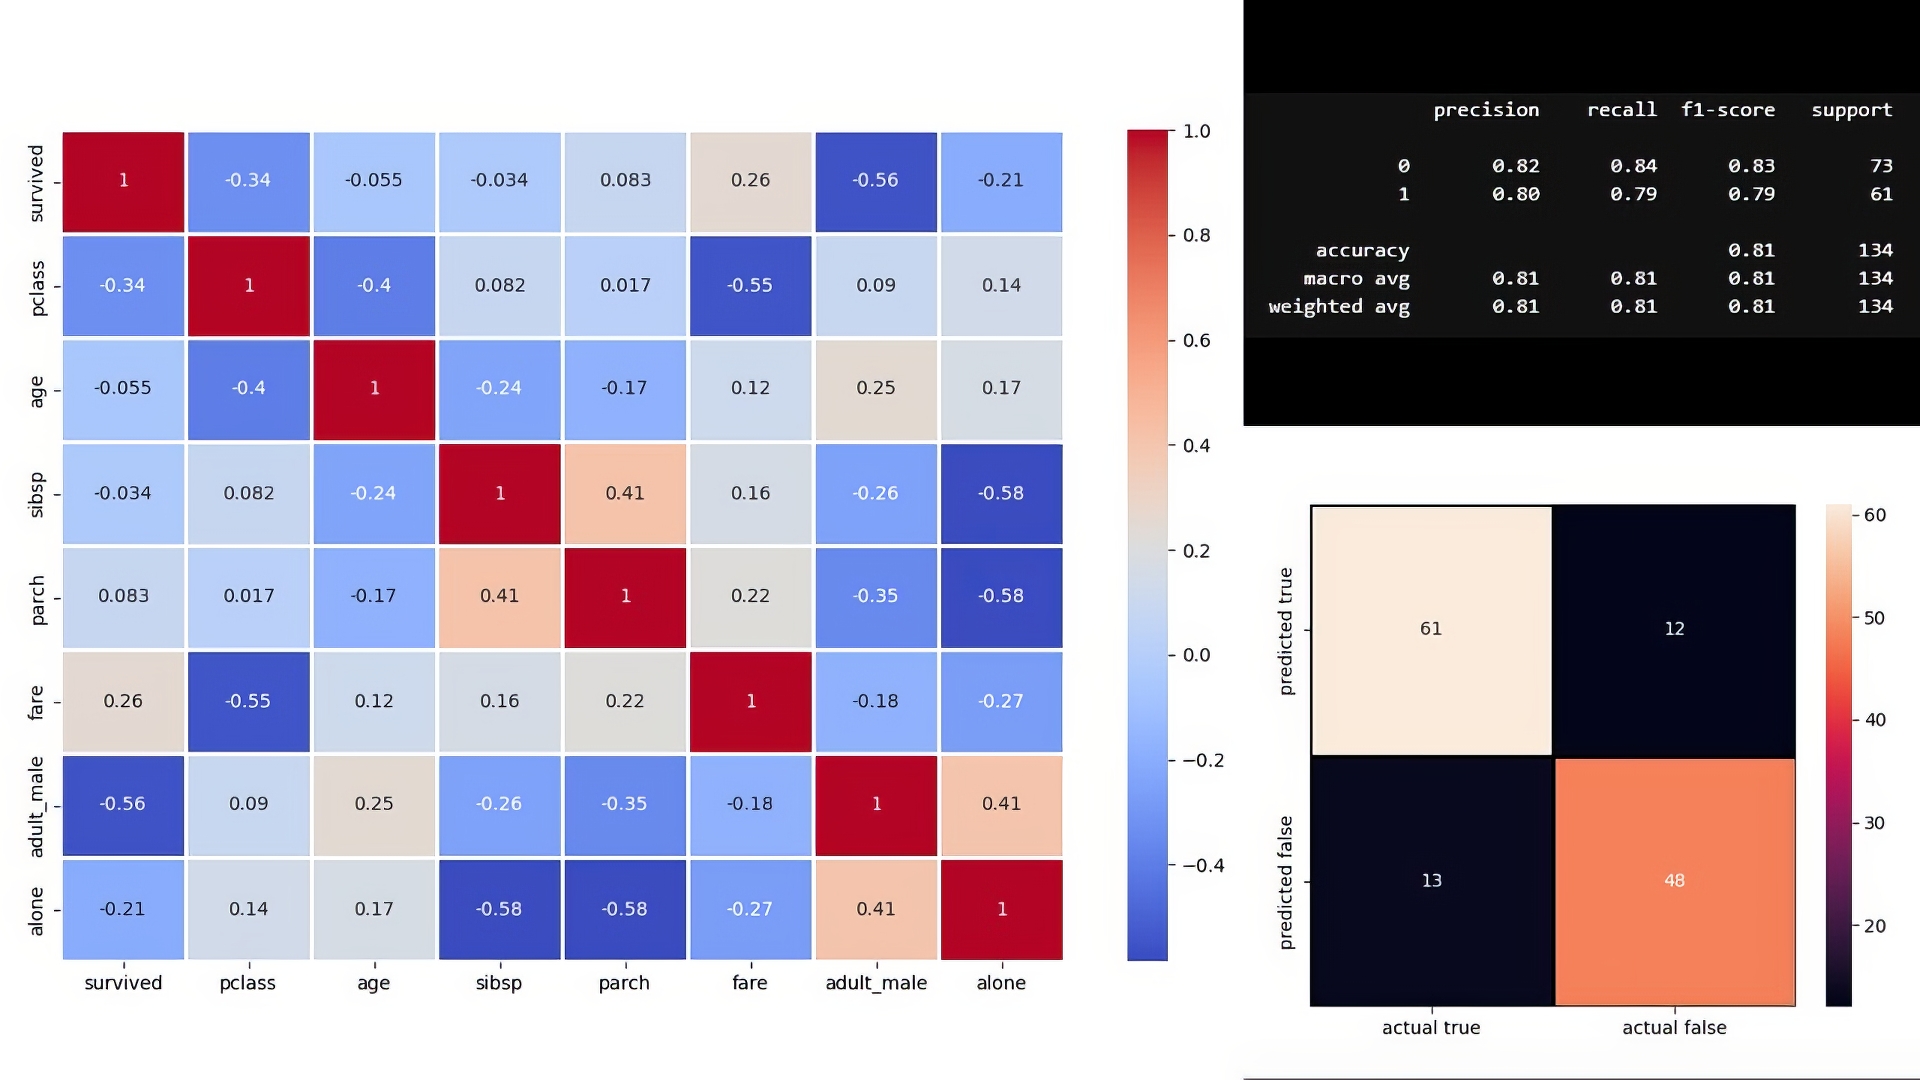 survived 1 -0.34 -0.055 -0.034 0.083 0.26 -0.56 -0.21
pclass -0.34 1 -0.4 0.082 0.017 -0.55 0.09 0.14
age -0.055 -0.4 1 -0.24 -0.17 0.12 0.25 0.17
sibsp -0.034 0.082 -0.24 1 0.41 0.16 -0.26 -0.58
parch 0.083 0.017 -0.17 0.41 1 0.22 -0.35 -0.58
fare 0.26 -0.55 0.12 0.16 0.22 1 -0.18 -0.27
adult_male -0.56 0.09 0.25 -0.26 -0.35 -0.18 1 0.41
alone -0.21 0.14 0.17 -0.58 -0.58 -0.27 0.41 1
survived pclass age sibsp parch fare adult_male alone
1.0
0.8
0.6
0.4
0.2
0.0
−0.2
−0.4
precision recall f1-score support
0 0.82 0.84 0.83 73
1 0.80 0.79 0.79 61
accuracy 0.81 134
macro avg 0.81 0.81 0.81 134
weighted avg 0.81 0.81 0.81 134
predicted true 61 12
predicted false 13 48
actual true actual false
60
50
40
30
20